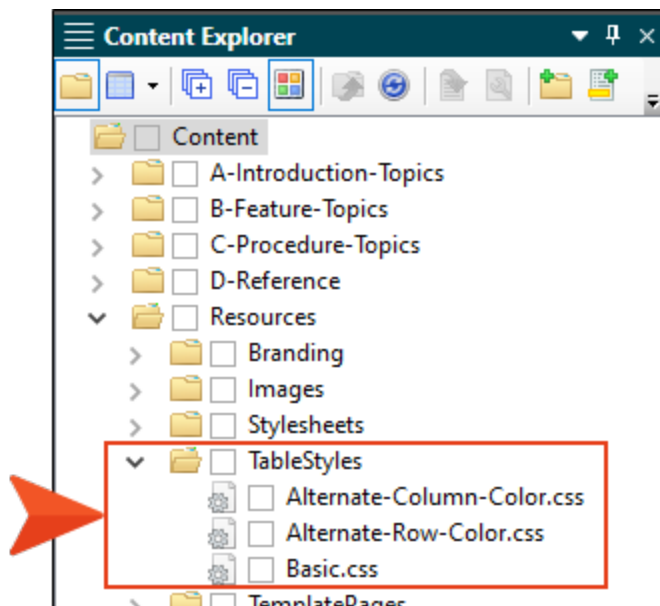 Content Explorer
Content
A-Introduction-Topics
B-Feature-Topics
C-Procedure-Topics
D-Reference
Resources
Branding
Images
Stylesheets
TableStyles
Alternate-Column-Color.css
Alternate-Row-Color.css
Basic.css
TemplatePages